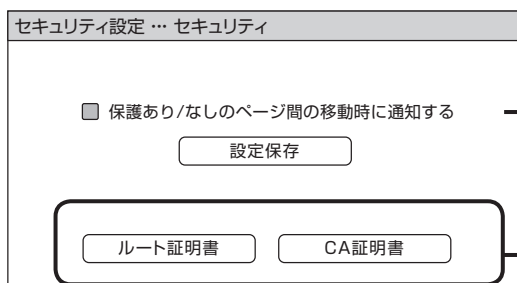 セキュリティ設定 … セキュリティ
保護あり/なしのページ間の移動時に通知する
設定保存
ルート証明書 CA証明書